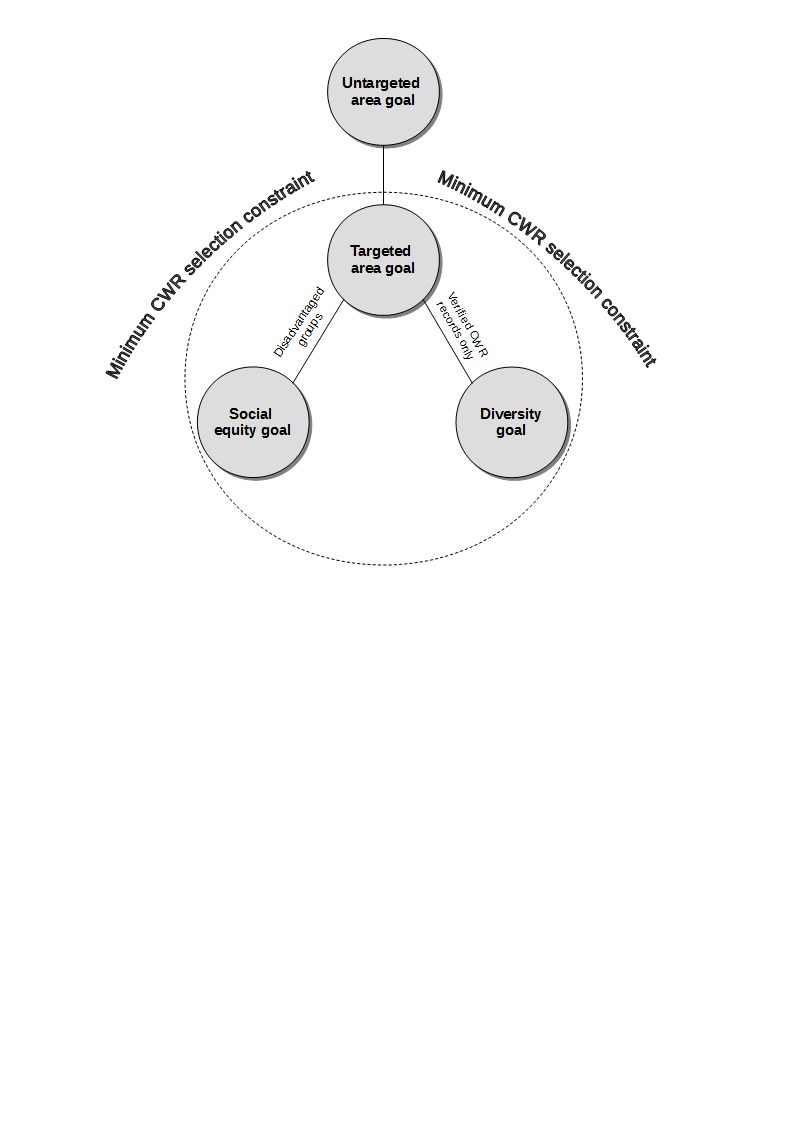 Untargeted
area goal
Minimum CWR selection constraint
Minimum CWR selection constraint
Targeted
area goal
Disadvantaged
groups
Verified CWR
records only
Social
equity goal
Diversity
goal